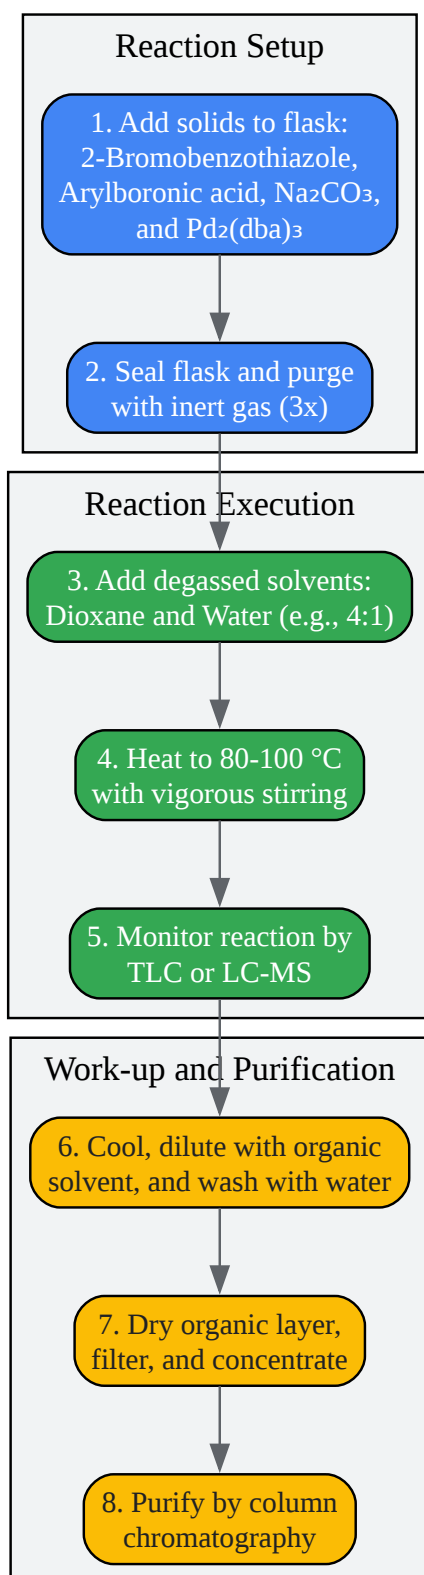 Reaction Setup
1. Add solids to flask:
2-Bromobenzothiazole,
Arylboronic acid, Na₂CO₃,
and Pd₂(dba)₃
2. Seal flask and purge
with inert gas (3x)
Reaction Execution
3. Add degassed solvents:
Dioxane and Water (e.g., 4:1)
4. Heat to 80-100 °C
with vigorous stirring
5. Monitor reaction by
TLC or LC-MS
Work-up and Purification
6. Cool, dilute with organic
solvent, and wash with water
7. Dry organic layer,
filter, and concentrate
8. Purify by column
chromatography